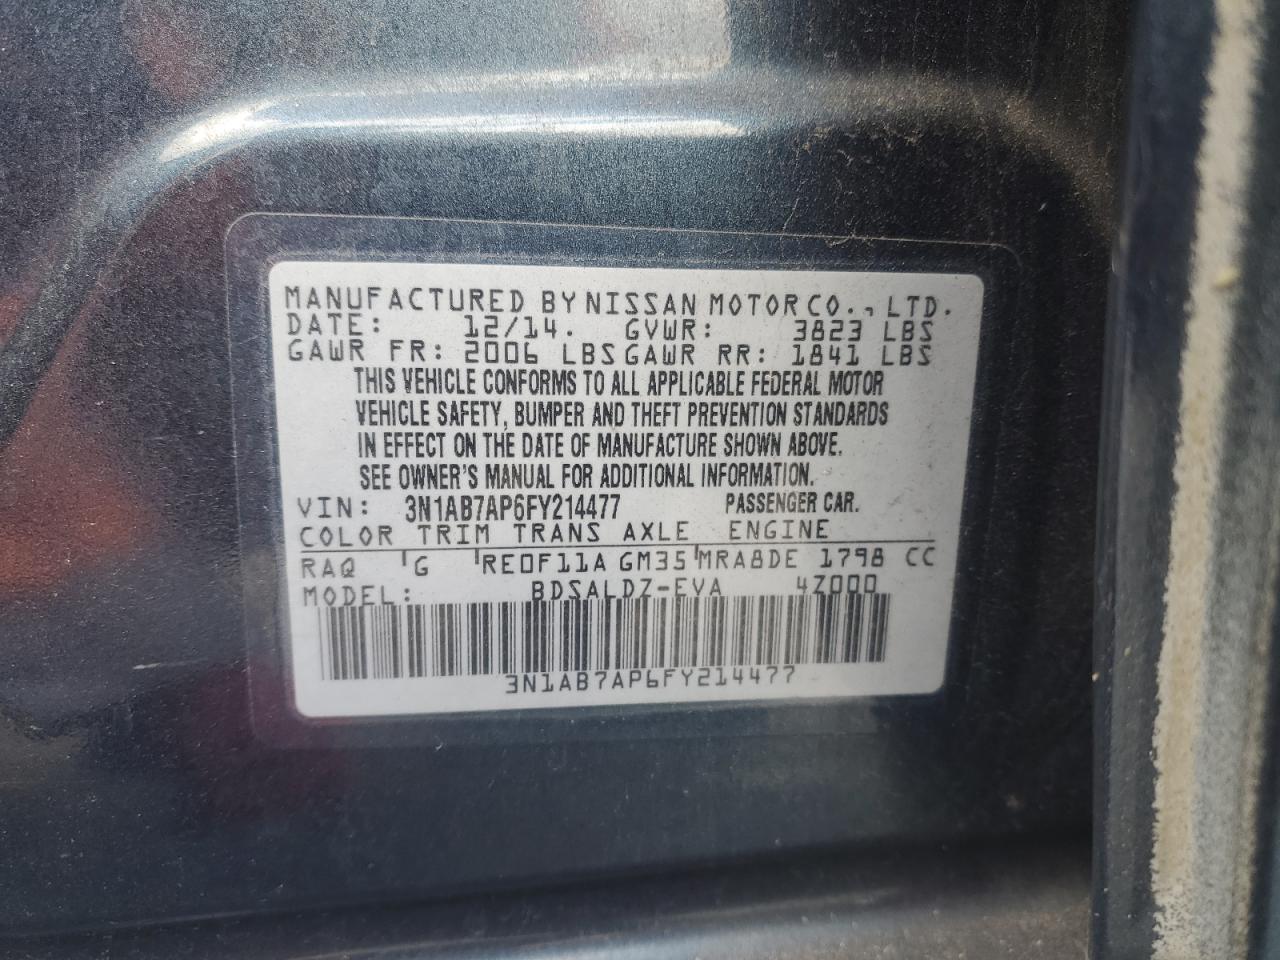 MANUFACTURED BY NISSAN MOTOR CO., LTD.
DATE: 12/14. GVWR: 3823 LBS
GAWR FR: 2006 LBS GAWR RR: 1841 LBS
THIS VEHICLE CONFORMS TO ALL APPLICABLE FEDERAL MOTOR
VEHICLE SAFETY, BUMPER AND THEFT PREVENTION STANDARDS
IN EFFECT ON THE DATE OF MANUFACTURE SHOWN ABOVE.
SEE OWNER'S MANUAL FOR ADDITIONAL INFORMATION.
VIN: 3N1AB7AP6FY214477 PASSENGER CAR.
COLOR TRIM TRANS AXLE ENGINE
RAQ G RE0F11A GM35 MRA8DE 1798 CC
MODEL: BDSALDZ-EVA 4Z000
3N1AB7AP6FY214477